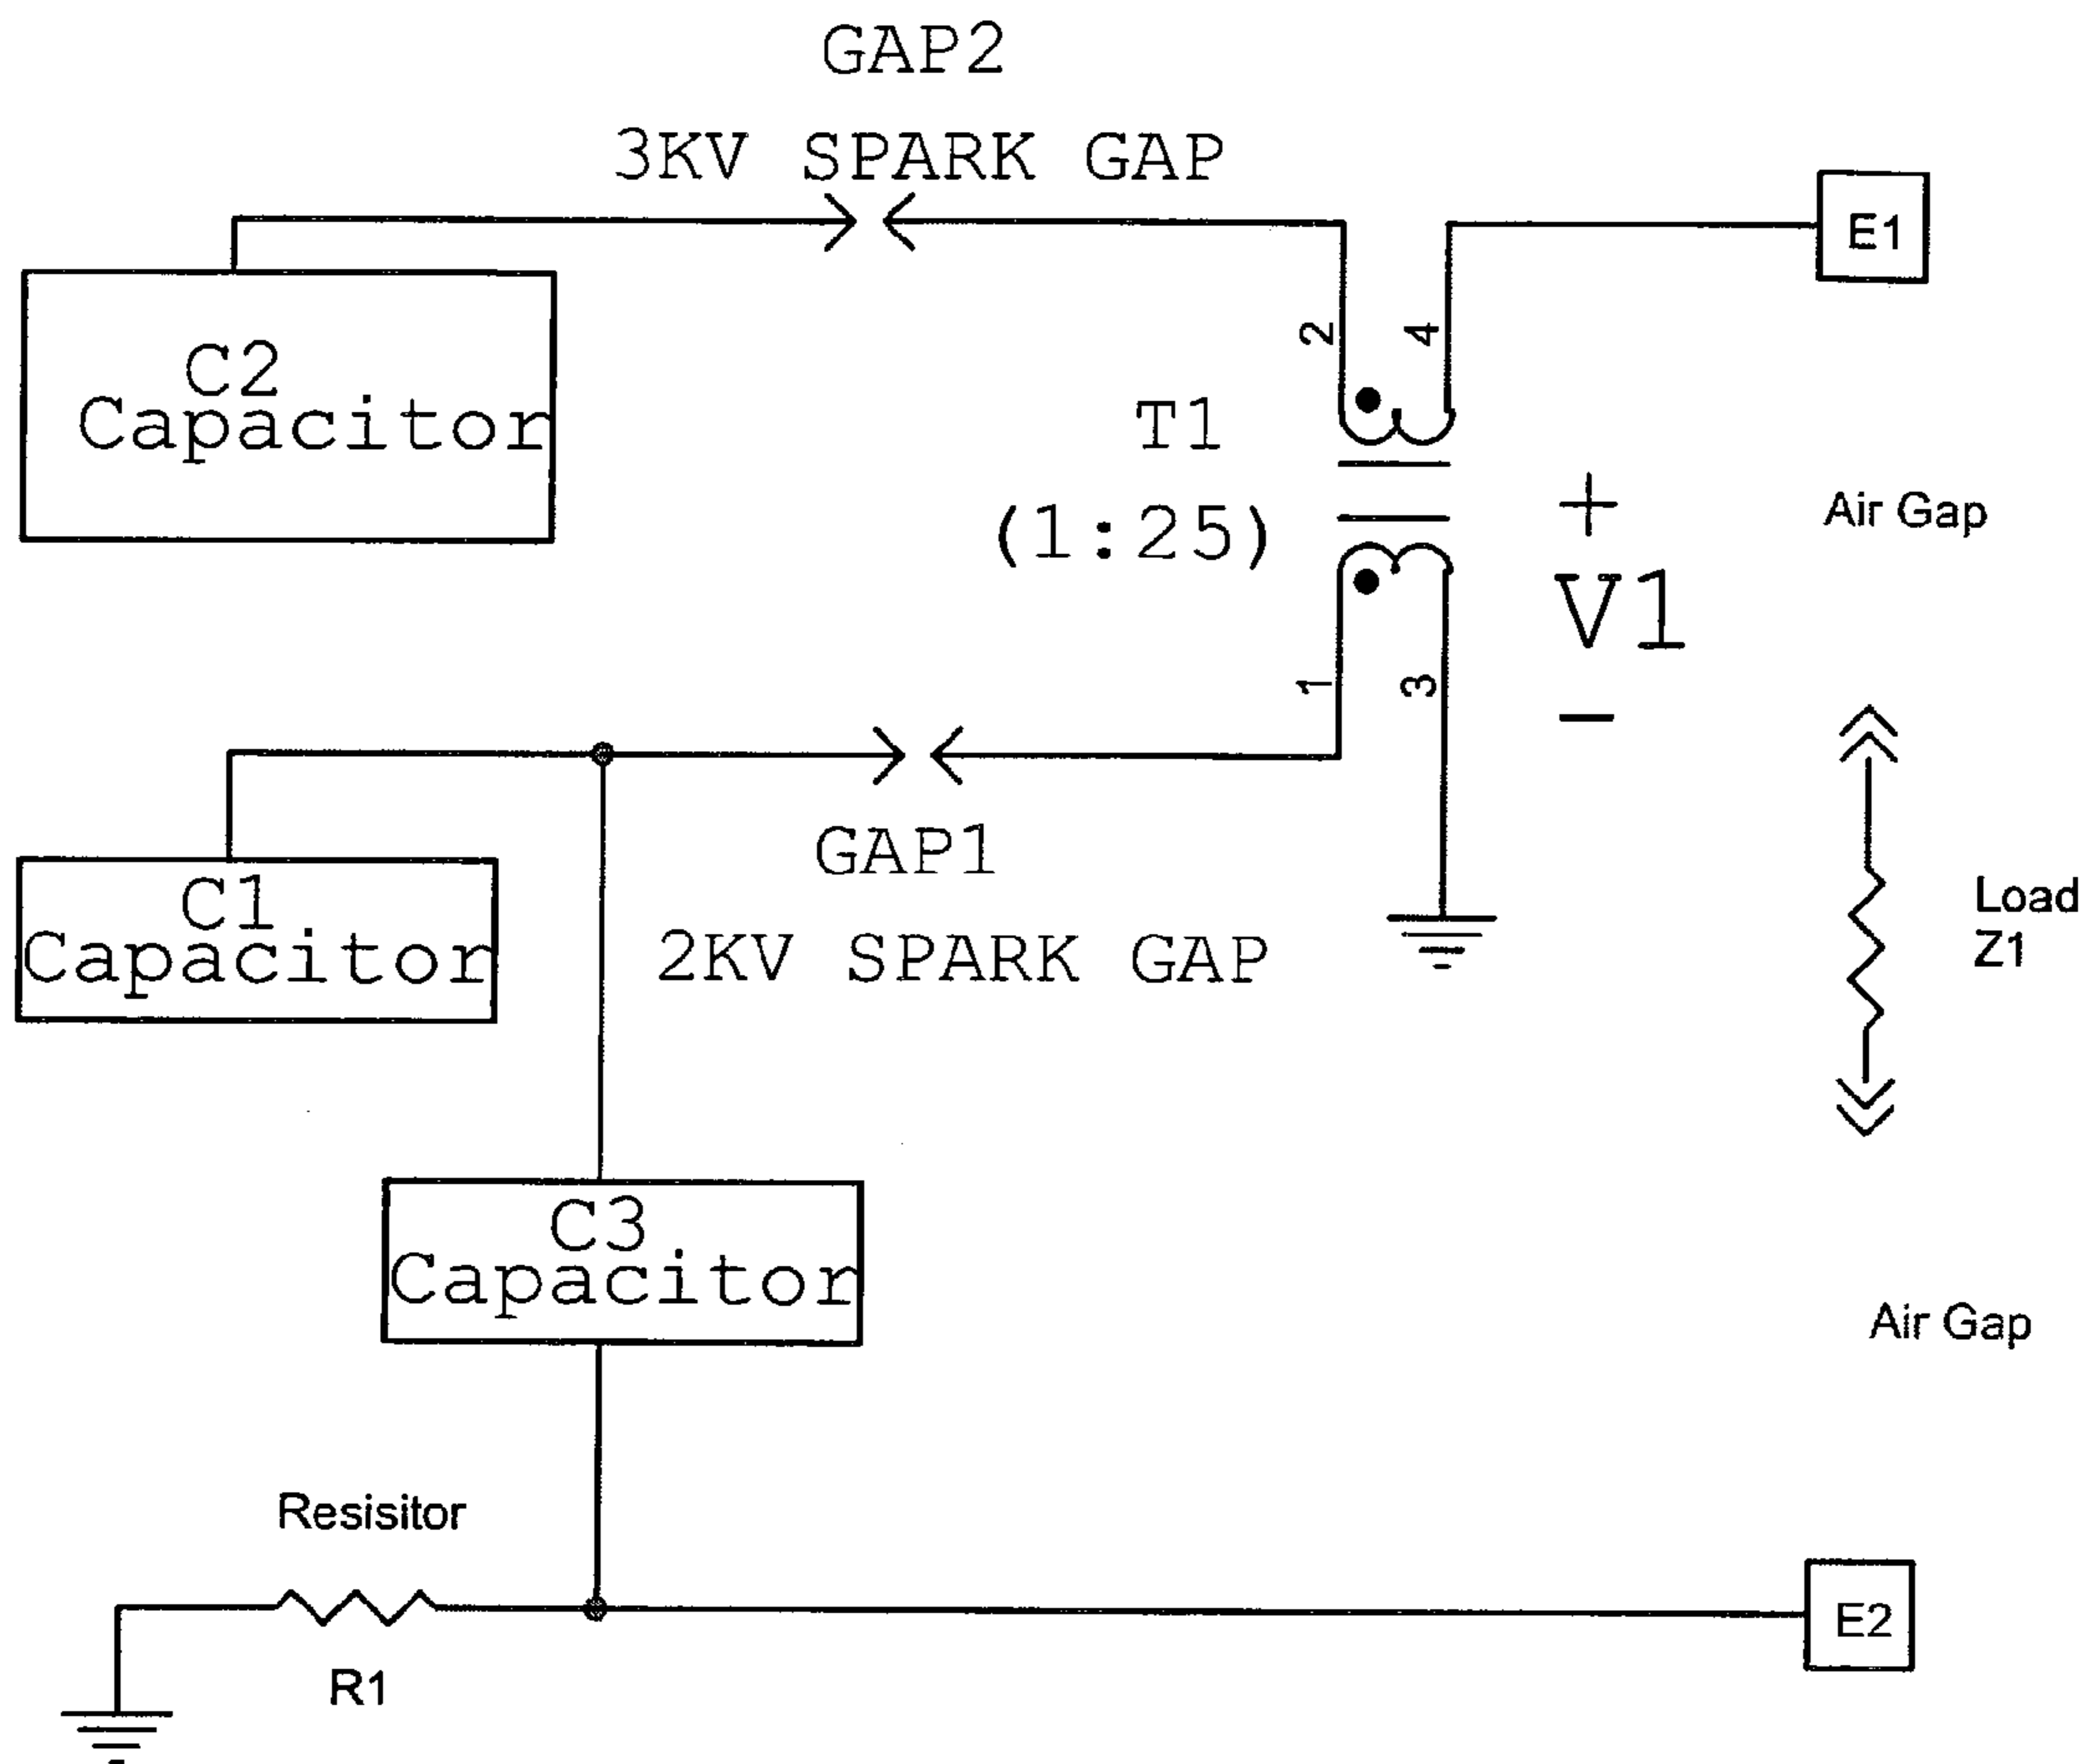 GAP2
3KV SPARK GAP
E1
2
4
C2
Capacitor
T1
(1:25)
+
V1
−
Air Gap
1
3
GAP1
2KV SPARK GAP
C1
Capacitor
Load
Z1
C3
Capacitor
Air Gap
Resisitor
R1
E2